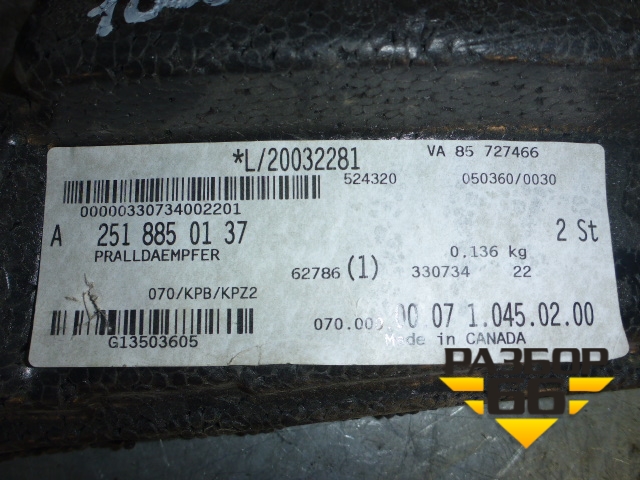 *L/20032281
VA 85 727466
524320
050360/0030
00000330734002201
A 251 885 01 37
2 St
PRALLDAEMPFER
0,136 kg
62786 (1) 330734 22
070/KPB/KPZ2
070.009 00 07 1.045.02.00
G13503605
Made in CANADA
РАЗБОР
66